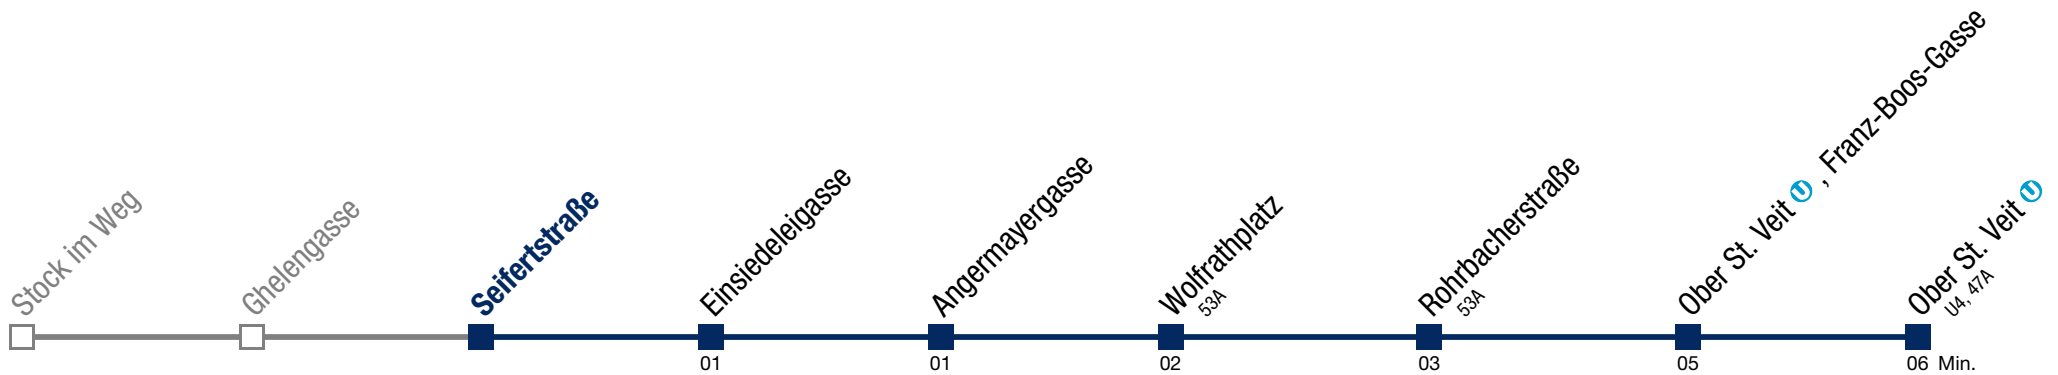 Stock im Weg
Ghelengasse
Seifertstraße
Einsiedeleigasse
01
Angermayergasse
01
Wolfrathplatz
53A
02
Rohrbacherstraße
53A
03
Ober St. Veit U , Franz-Boos-Gasse
05
Ober St. Veit U
U4, 47A
06 Min.